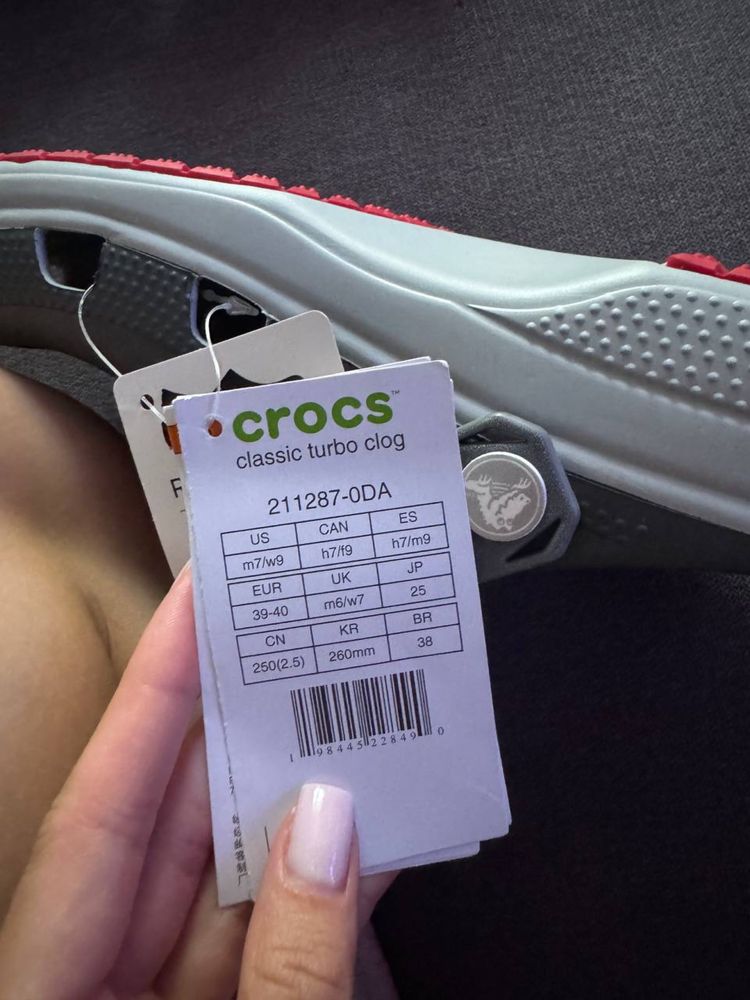 crocs™
classic turbo clog
211287-0DA
US CAN ES
m7/w9 h7/f9 h7/m9
EUR UK JP
39-40 m6/w7 25
CN KR BR
250(2.5) 260mm 38
1 98445 22849 0